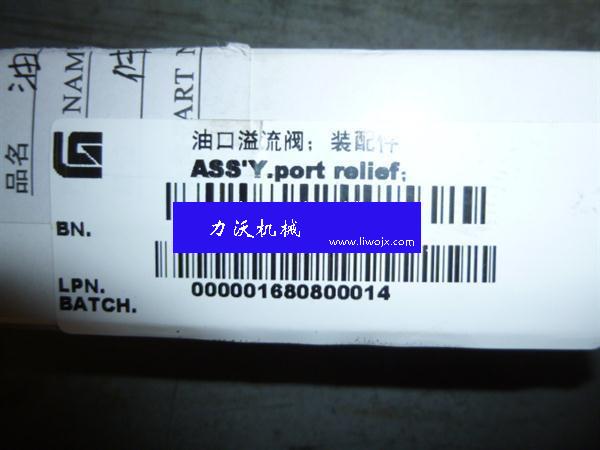 品名 油
NAM 件
ART N
油口溢流阀；装配件
ASS'Y.port relief;
BN.
力沃机械
www.liwojx.com
LPN. 000001680800014
BATCH.